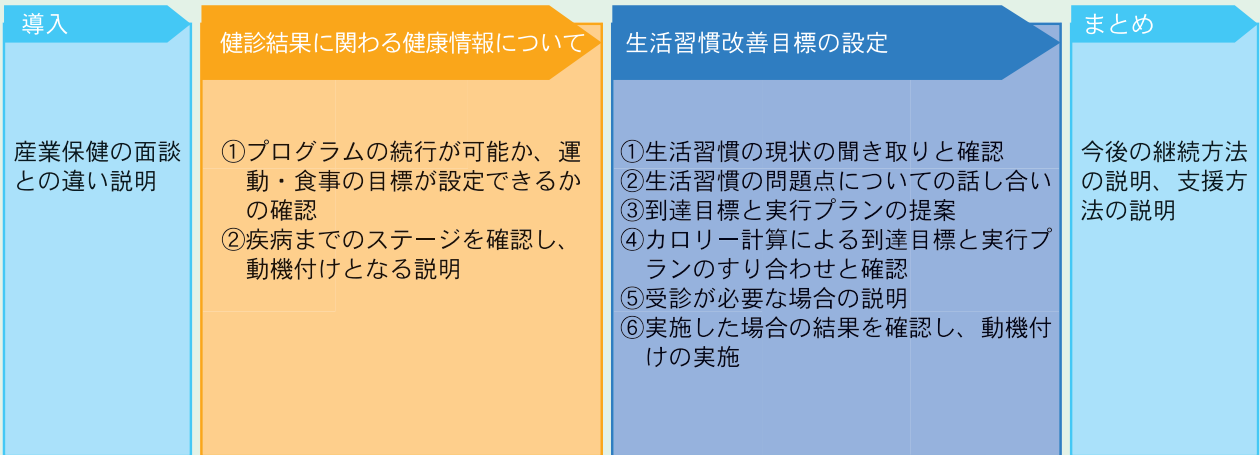 導入
産業保健の面談
との違い説明
健診結果に関わる健康情報について
①プログラムの続行が可能か、運
動・食事の目標が設定できるか
の確認
②疾病までのステージを確認し、
動機付けとなる説明
生活習慣改善目標の設定
①生活習慣の現状の聞き取りと確認
②生活習慣の問題点についての話し合い
③到達目標と実行プランの提案
④カロリー計算による到達目標と実行プ
ランのすり合わせと確認
⑤受診が必要な場合の説明
⑥実施した場合の結果を確認し、動機付
けの実施
まとめ
今後の継続方法
の説明、支援方
法の説明